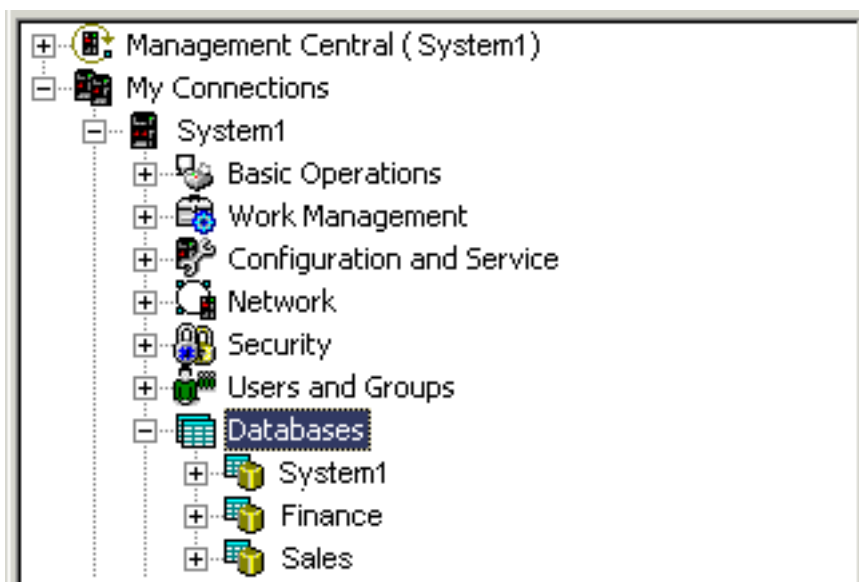 Management Central ( System1)
My Connections
System1
Basic Operations
Work Management
Configuration and Service
Network
Security
Users and Groups
Databases
System1
Finance
Sales